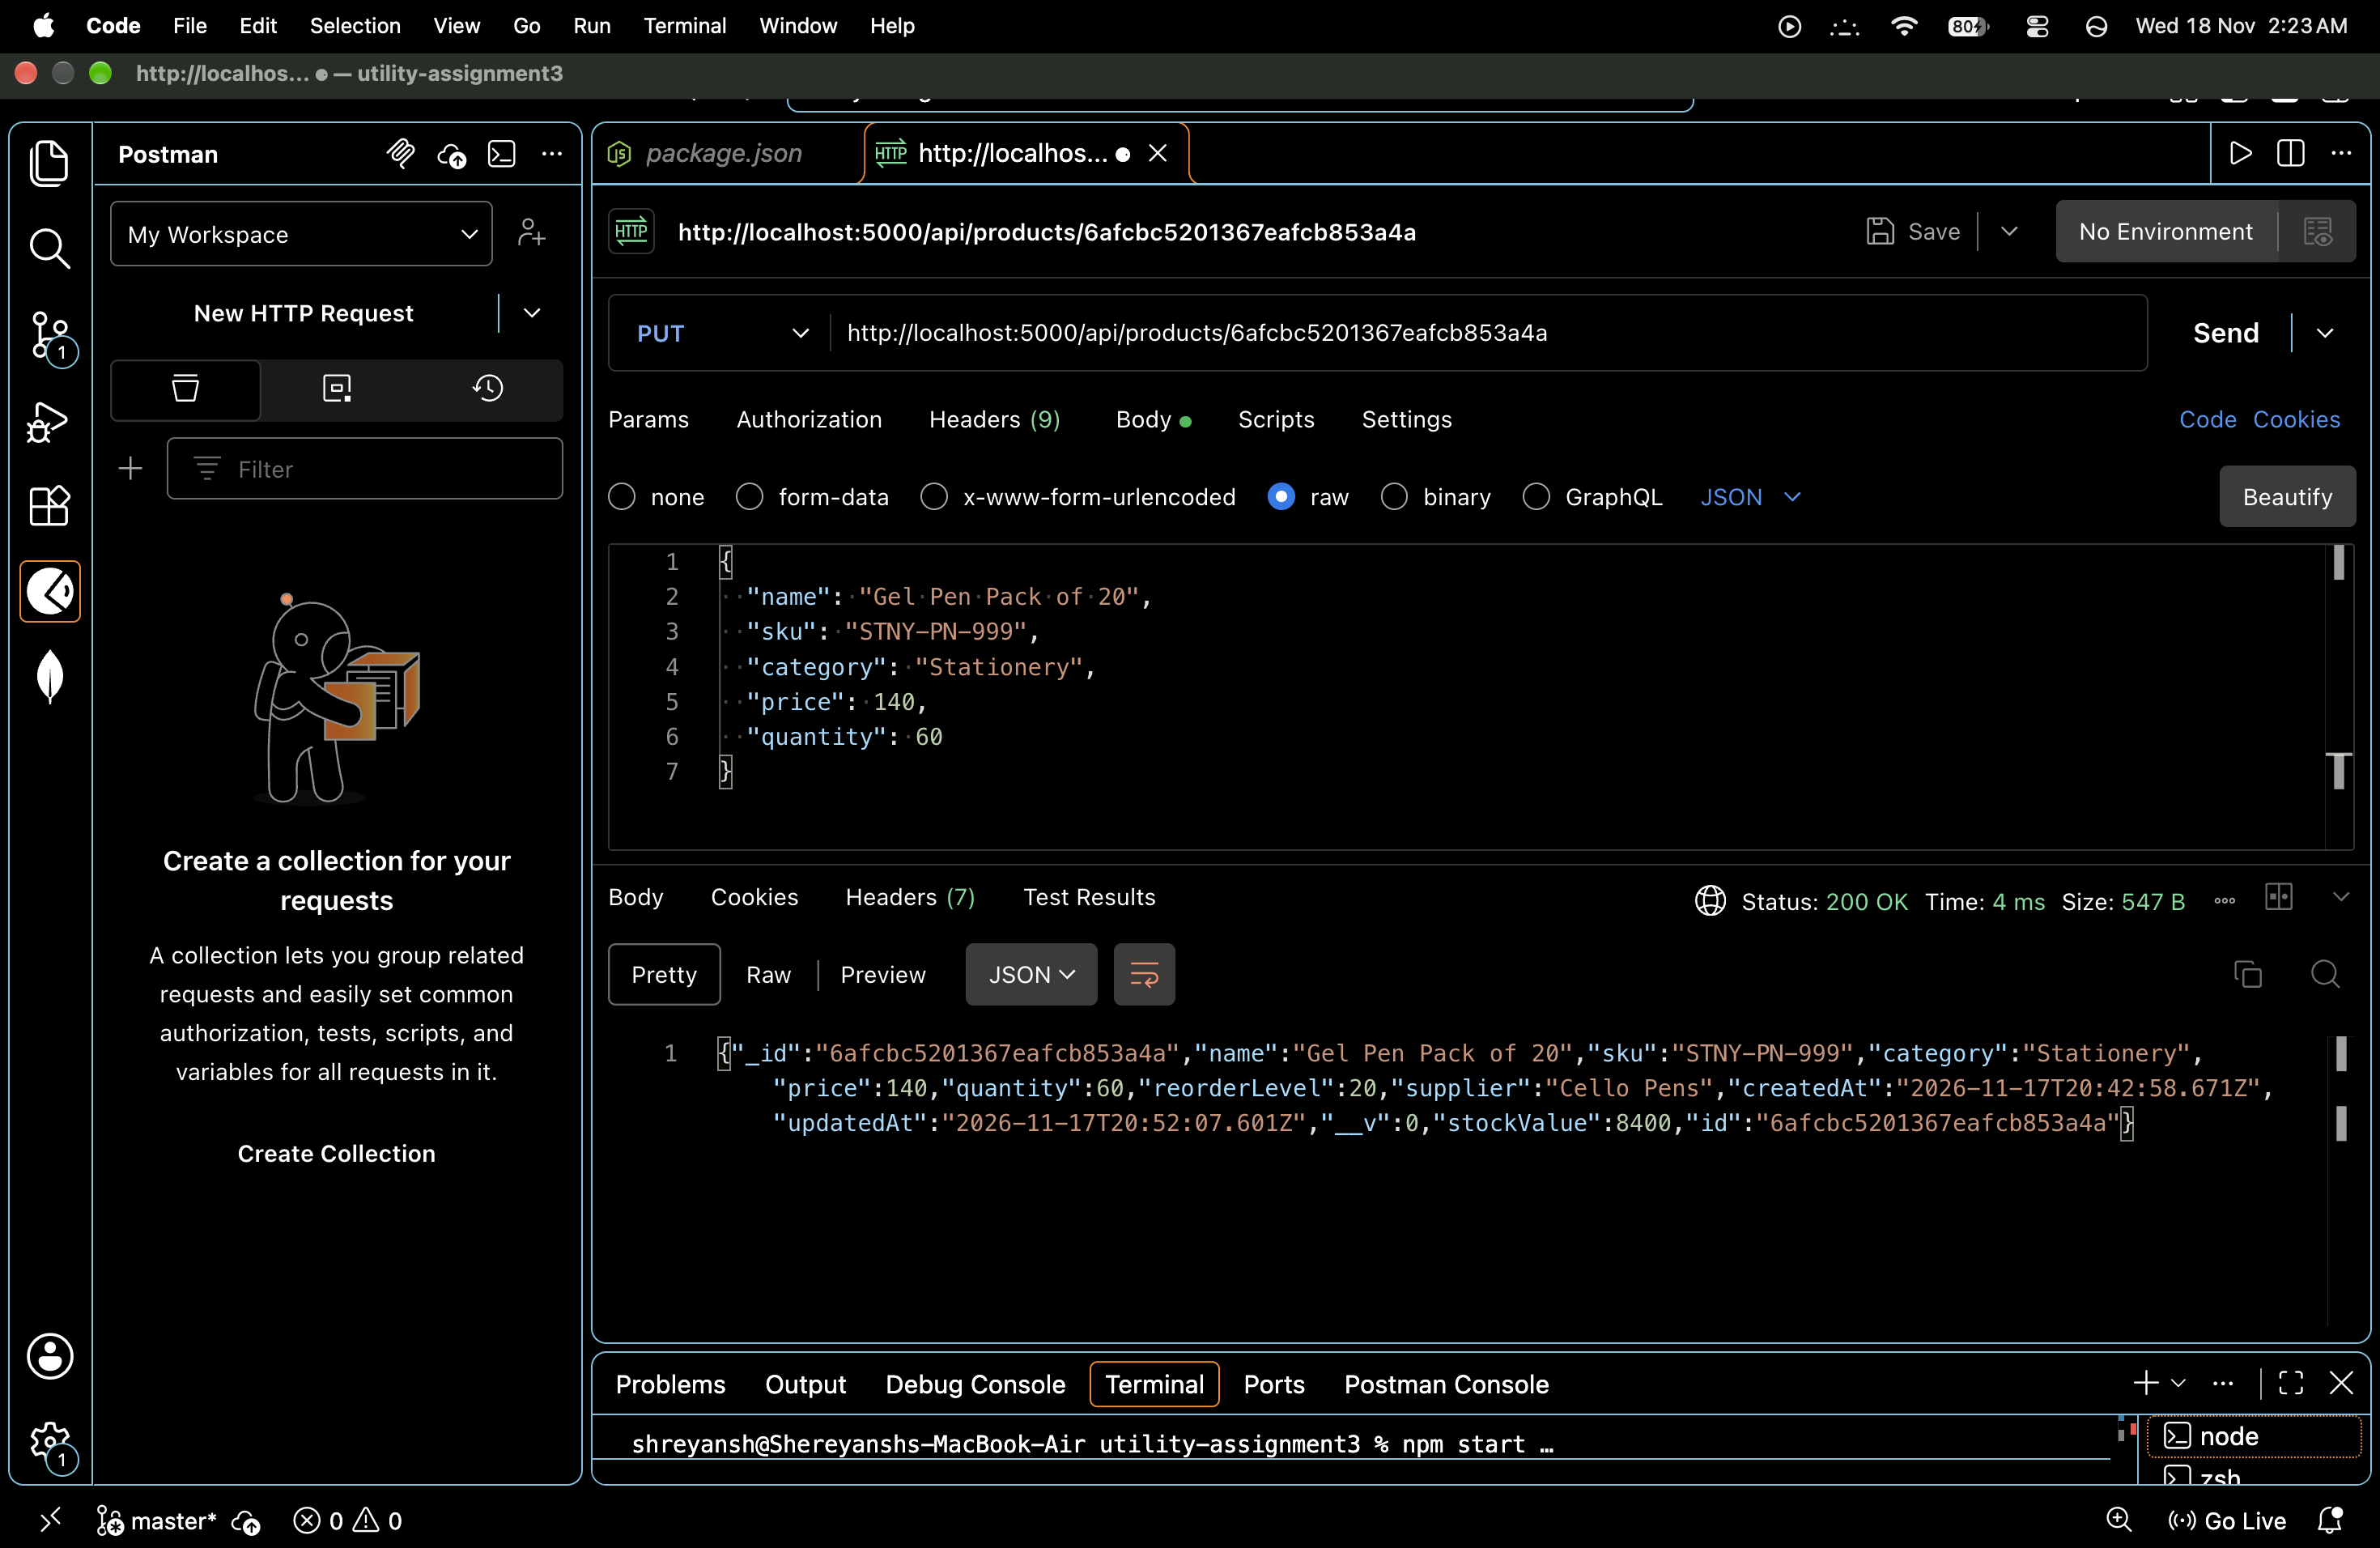 Code File Edit Selection View Go Run Terminal Window Help
80
Wed 18 Nov 2:23 AM
http://localhos... ● — utility-assignment3
Postman
My Workspace
New HTTP Request
Filter
Create a collection for your
requests
A collection lets you group related
requests and easily set common
authorization, tests, scripts, and
variables for all requests in it.
Create Collection
1
1
JS package.json
HTTP http://localhos... ●
HTTP http://localhost:5000/api/products/6afcbc5201367eafcb853a4a
Save
No Environment
PUT http://localhost:5000/api/products/6afcbc5201367eafcb853a4a
Send
Params Authorization Headers (9) Body Scripts Settings
Code Cookies
none form-data x-www-form-urlencoded raw binary GraphQL JSON
Beautify
1 {
2 "name": "Gel Pen Pack of 20",
3 "sku": "STNY-PN-999",
4 "category": "Stationery",
5 "price": 140,
6 "quantity": 60
7 }
Body Cookies Headers (7) Test Results
Status: 200 OK Time: 4 ms Size: 547 B
Pretty Raw Preview JSON
1 {"_id":"6afcbc5201367eafcb853a4a","name":"Gel Pen Pack of 20","sku":"STNY-PN-999","category":"Stationery",
"price":140,"quantity":60,"reorderLevel":20,"supplier":"Cello Pens","createdAt":"2026-11-17T20:42:58.671Z",
"updatedAt":"2026-11-17T20:52:07.601Z","__v":0,"stockValue":8400,"id":"6afcbc5201367eafcb853a4a"}
Problems Output Debug Console Terminal Ports Postman Console
shreyansh@Shereyanshs-MacBook-Air utility-assignment3 % npm start …
node
zsh
master* 0 0
Go Live